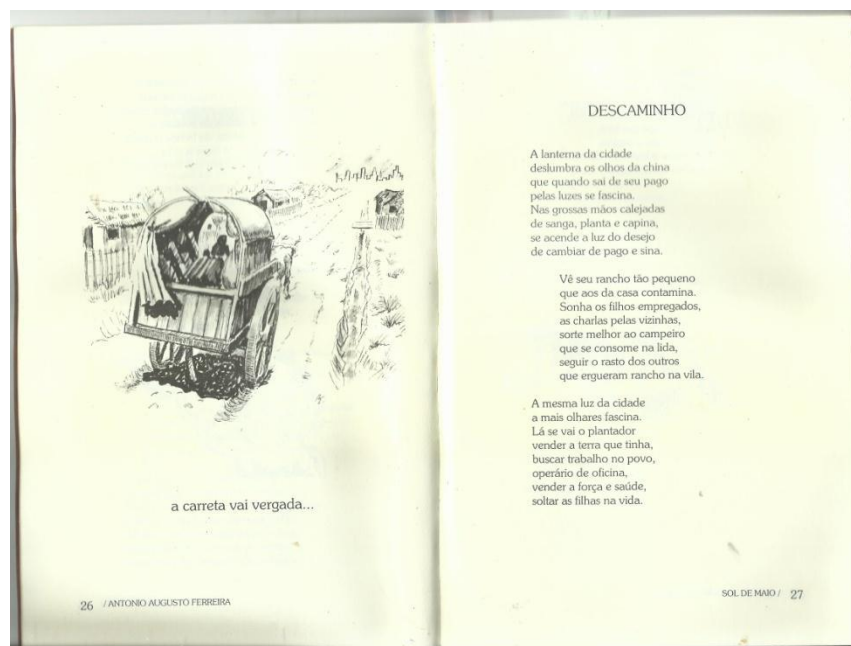 a carreta vai vergada...
26 / ANTONIO AUGUSTO FERREIRA
DESCAMINHO
A lanterna da cidade
deslumbra os olhos da china
que quando sai de seu pago
pelas luzes se fascina.
Nas grossas mãos calejadas
de sanga, planta e capina,
se acende a luz do desejo
de cambiar de pago e sina.
Vê seu rancho tão pequeno
que aos da casa contamina.
Sonha os filhos empregados,
as charlas pelas vizinhas,
sorte melhor ao campeiro
que se consome na lida,
seguir o rasto dos outros
que ergueram rancho na vila.
A mesma luz da cidade
a mais olhares fascina.
Lá se vai o plantador
vender a terra que tinha,
buscar trabalho no povo,
operário de oficina,
vender a força e saúde,
soltar as filhas na vida.
SOL DE MAIO / 27